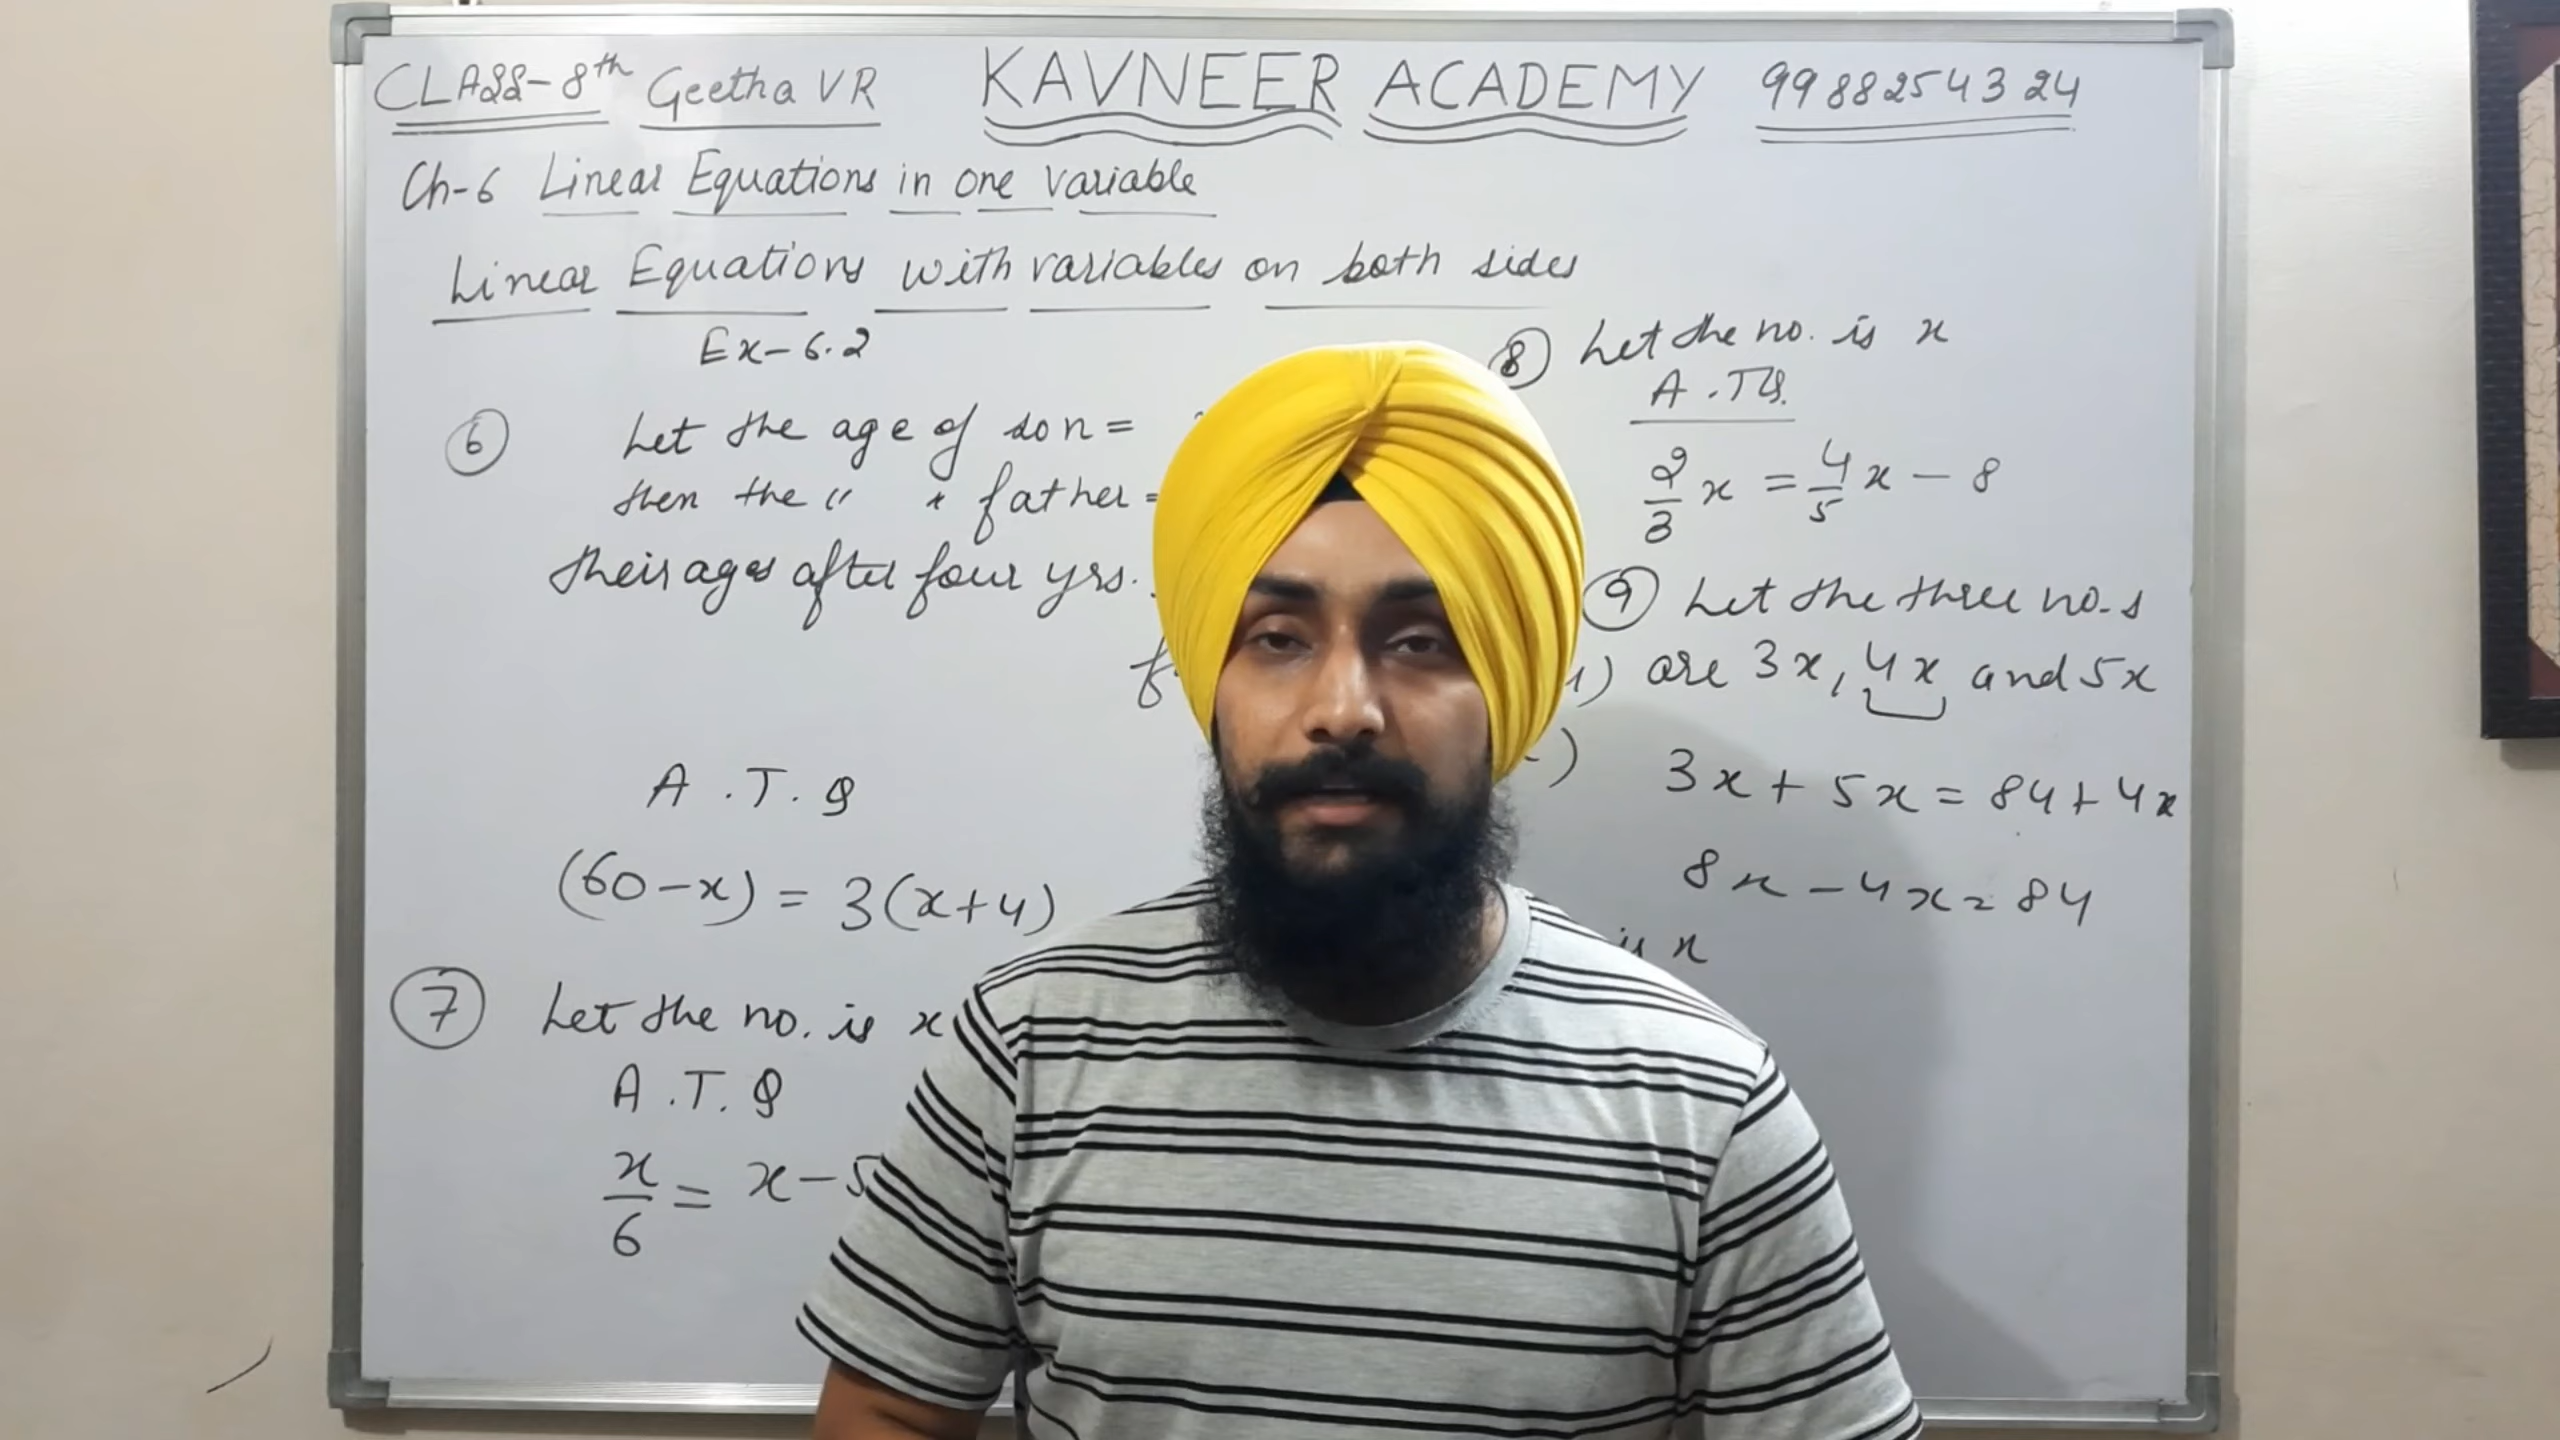 CLASS-8th Geetha VR KAVNEER ACADEMY 9988254324
Ch-6 Linear Equations in one variable
Linear Equations with variables on both sides
Ex-6.2
6 Let the age of son =
then the " " father =
their ages after four yrs.
A.T.Q
(60-x) = 3(x+4)
7 Let the no. is x
A.T.Q
x/6 = x-5
8 Let the no. is x
A.T.Q.
2/3 x = 4/5 x - 8
9 Let the three no.s
are 3x, 4x and 5x
3x + 5x = 84 + 4x
8x - 4x = 84
is x